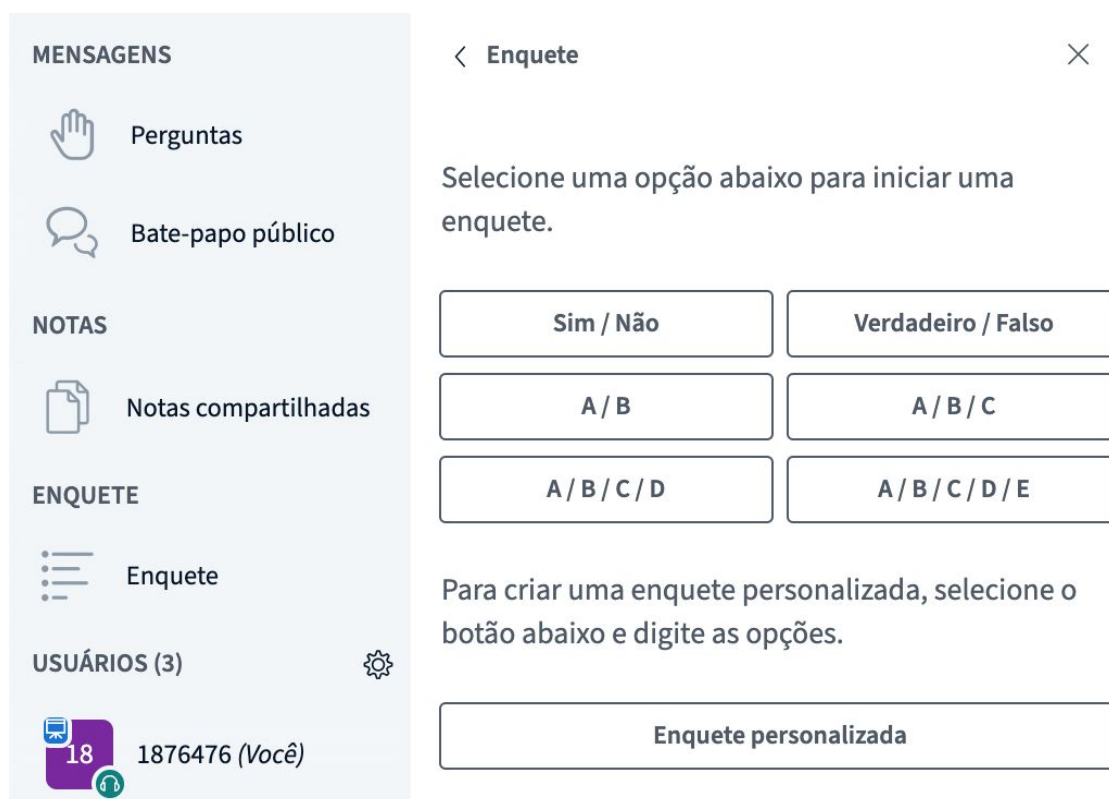 MENSAGENS
Perguntas
Bate-papo público
NOTAS
Notas compartilhadas
ENQUETE
Enquete
USUÁRIOS (3)
18
1876476 (Você)
Enquete
Selecione uma opção abaixo para iniciar uma
enquete.
Sim / Não
Verdadeiro / Falso
A / B
A / B / C
A / B / C / D
A / B / C / D / E
Para criar uma enquete personalizada, selecione o
botão abaixo e digite as opções.
Enquete personalizada